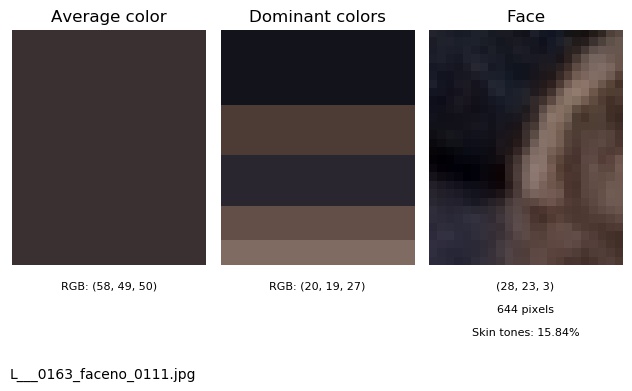 Average color
Dominant colors
Face
RGB: (58, 49, 50)
RGB: (20, 19, 27)
(28, 23, 3)
644 pixels
Skin tones: 15.84%
L___0163_faceno_0111.jpg